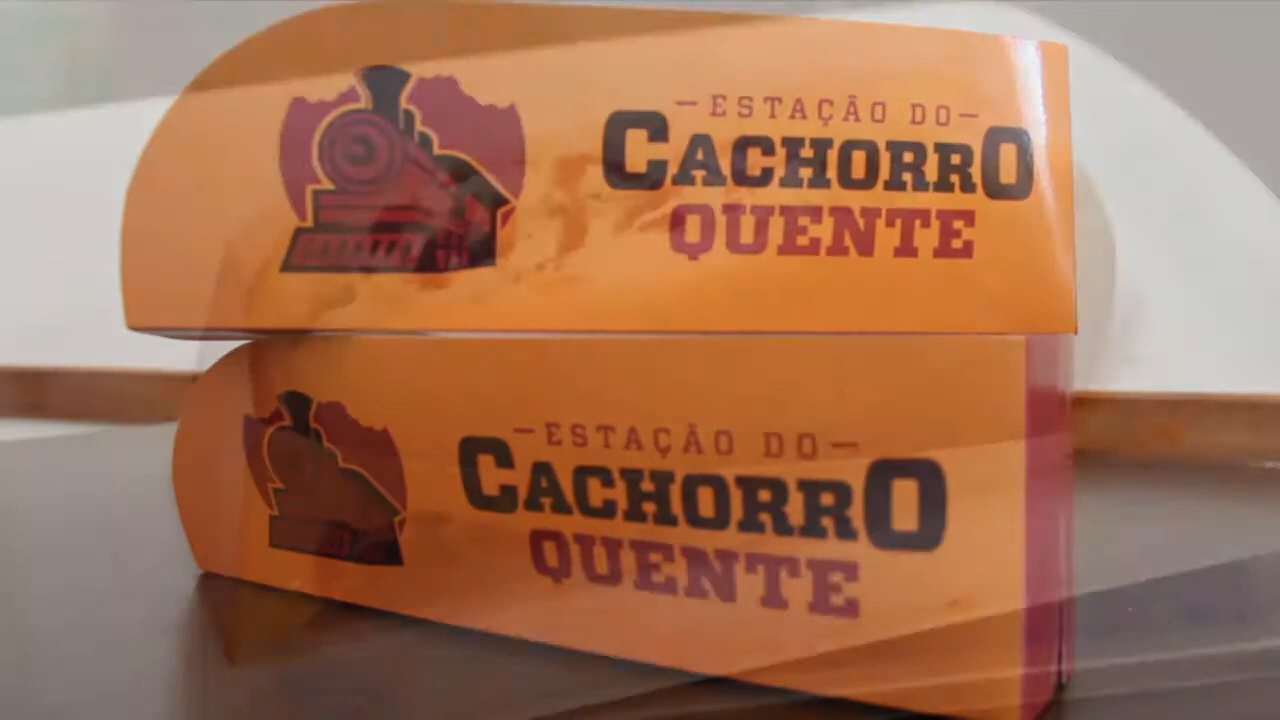 ESTAÇÃO DO
CACHORRO
QUENTE
ESTAÇÃO DO
CACHORRO
QUENTE